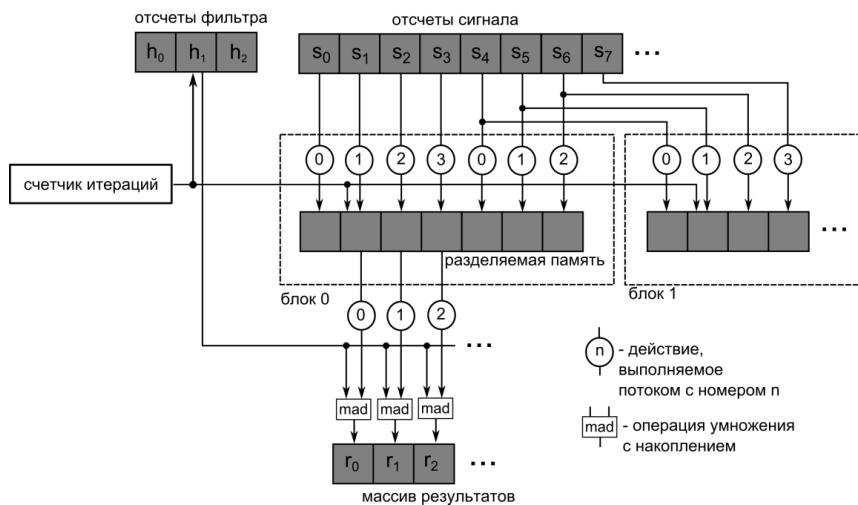 отсчеты фильтра
отсчеты сигнала
h0 h1 h2
s0 s1 s2 s3 s4 s5 s6 s7 ...
0 1 2 3 0 1 2
0 1 2 3
счетчик итераций
...
разделяемая память
блок 0
блок 1
0 1 2
...
n - действие,
выполняемое
потоком с номером n
mad mad mad
mad - операция умножения
с накоплением
r0 r1 r2 ...
массив результатов